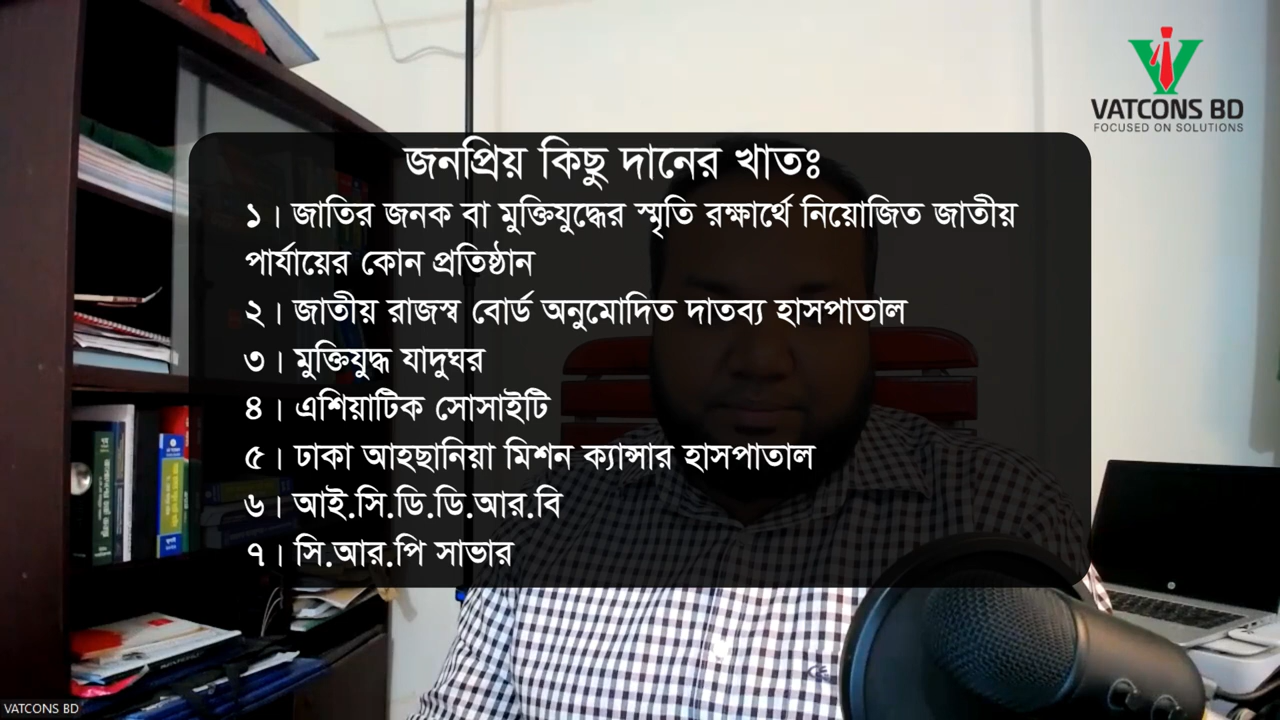 VATCONS BD
FOCUSED ON SOLUTIONS
জনপ্রিয় কিছু দানের খাতঃ
১। জাতির জনক বা মুক্তিযুদ্ধের স্মৃতি রক্ষার্থে নিয়োজিত জাতীয়
পার্যায়ের কোন প্রতিষ্ঠান
২। জাতীয় রাজস্ব বোর্ড অনুমোদিত দাতব্য হাসপাতাল
৩। মুক্তিযুদ্ধ যাদুঘর
৪। এশিয়াটিক সোসাইটি
৫। ঢাকা আহছানিয়া মিশন ক্যান্সার হাসপাতাল
৬। আই.সি.ডি.ডি.আর.বি
৭। সি.আর.পি সাভার
VATCONS BD